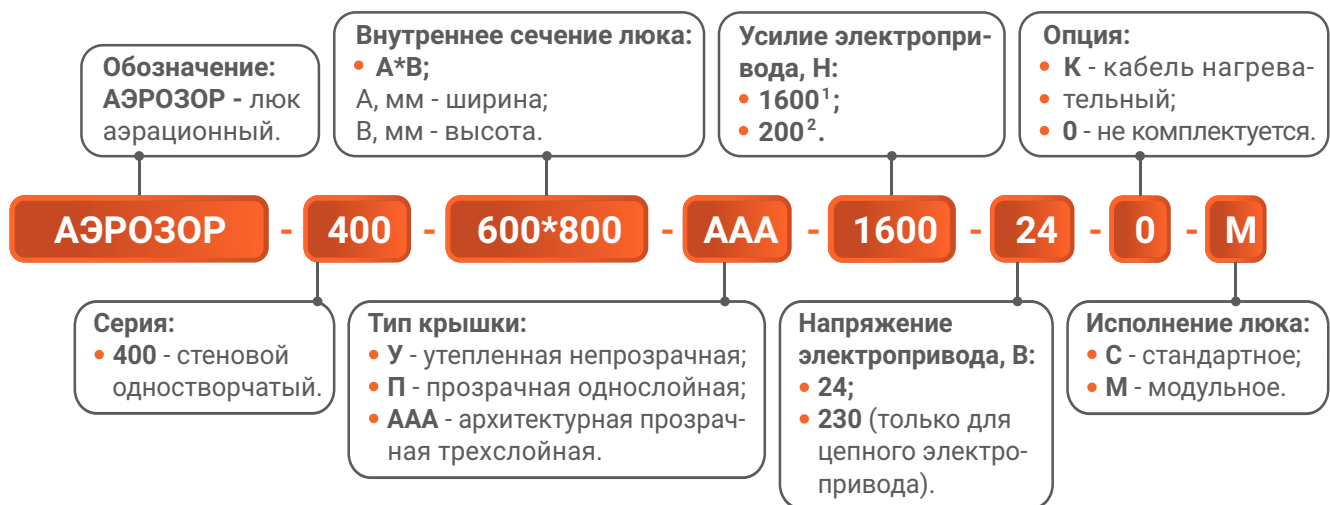 Обозначение:
АЭРОЗОР - люк
аэрационный.
Внутреннее сечение люка:
• А*В;
А, мм - ширина;
В, мм - высота.
Усилие электропри-
вода, Н:
• 1600¹;
• 200².
Опция:
• К - кабель нагрева-
• тельный;
• 0 - не комплектуется.
АЭРОЗОР - 400 - 600*800 - ААА - 1600 - 24 - 0 - М
Серия:
• 400 - стеновой
одностворчатый.
Тип крышки:
• У - утепленная непрозрачная;
• П - прозрачная однослойная;
• ААА - архитектурная прозрач-
ная трехслойная.
Напряжение
электропривода, В:
• 24;
• 230 (только для
цепного электро-
привода).
Исполнение люка:
• С - стандартное;
• М - модульное.